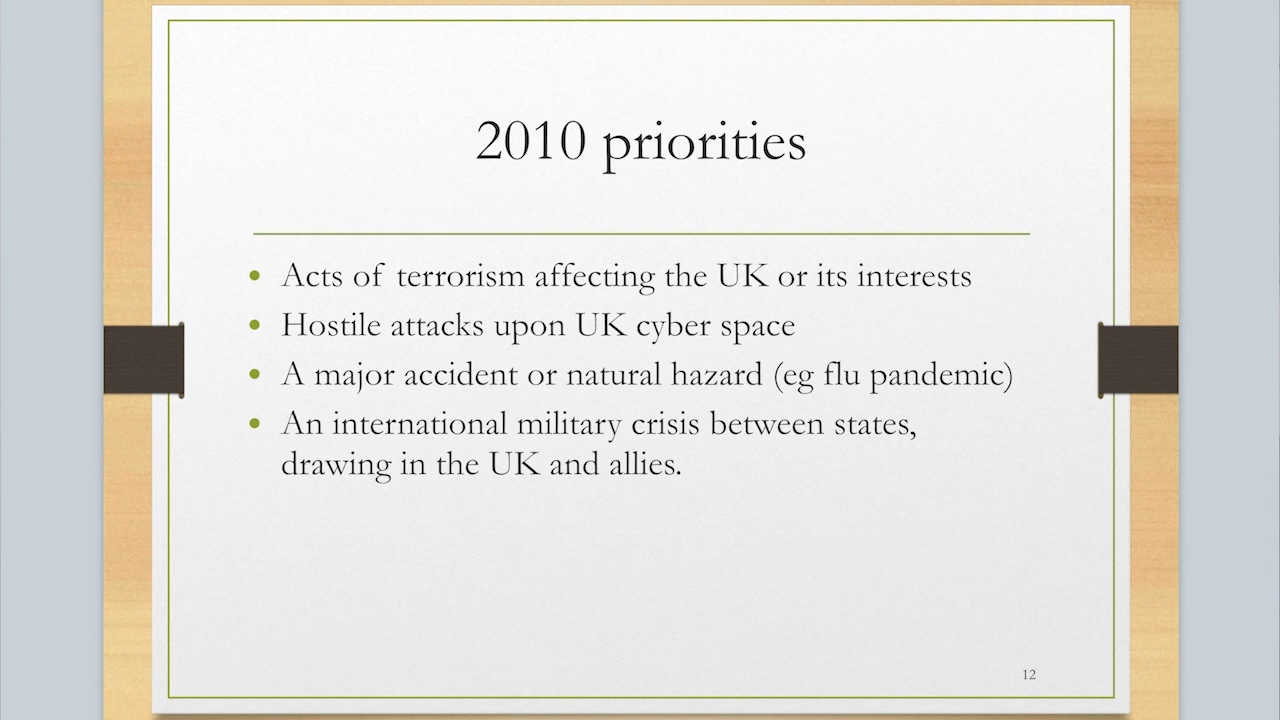 2010 priorities
• Acts of terrorism affecting the UK or its interests
• Hostile attacks upon UK cyber space
• A major accident or natural hazard (eg flu pandemic)
• An international military crisis between states,
drawing in the UK and allies.
12